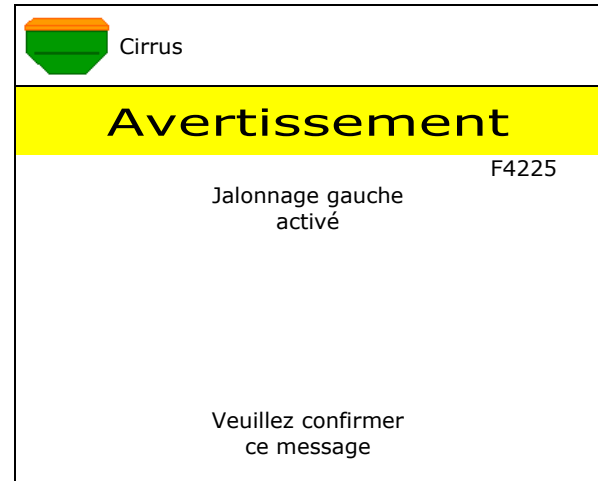 Cirrus
Avertissement
F4225
Jalonnage gauche
activé
Veuillez confirmer
ce message